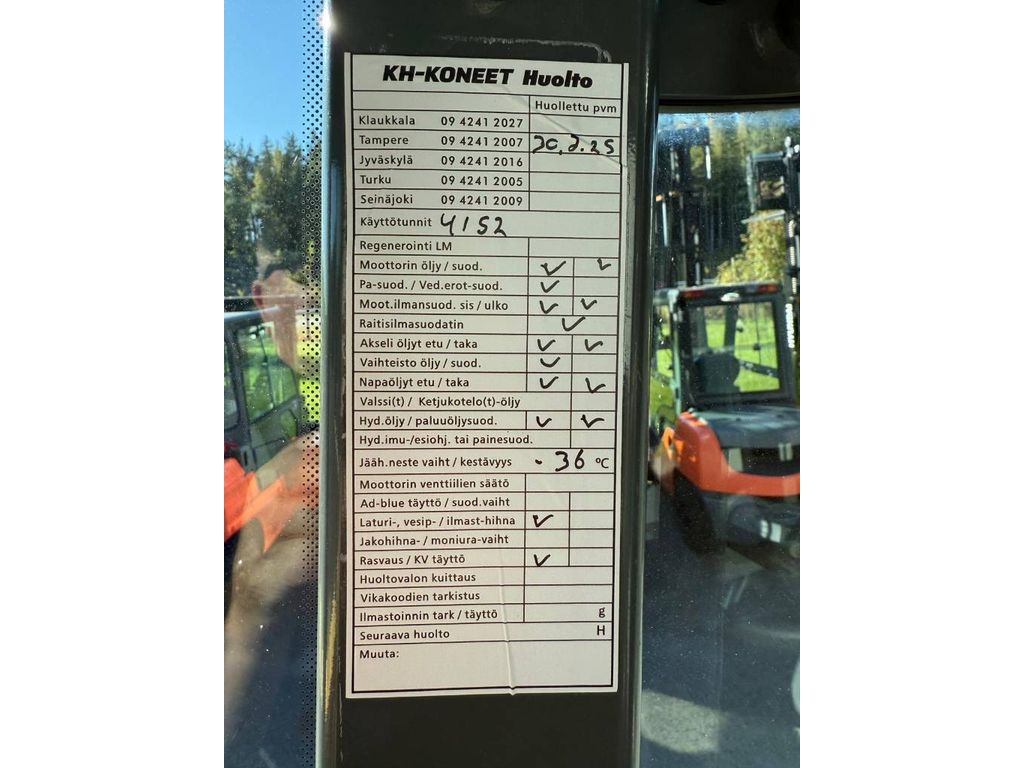 KH-KONEET Huolto
Huollettu pvm
Klaukkala 09 4241 2027
Tampere 09 4241 2007
Jyväskylä 09 4241 2016
Turku 09 4241 2005
Seinäjoki 09 4241 2009
Käyttötunnit 4152
Regenerointi LM
Moottorin öljy / suod. ✓ ✓
Pa-suod. / Ved.erot-suod. ✓
Moot.ilmansuod. sis / ulko ✓ ✓
Raitisilmasuodatin ✓
Akseli öljyt etu / taka ✓ ✓
Vaihteisto öljy / suod. ✓
Napaöljyt etu / taka ✓ ✓
Valssi(t) / Ketjukotelo(t)-öljy
Hyd.öljy / paluuöljysuod. ✓ ✓
Hyd.imu-/esiohj. tai painesuod.
Jääh.neste vaiht / kestävyys - 36 °C
Moottorin venttiilien säätö
Ad-blue täyttö / suod.vaiht
Laturi-, vesip- / ilmast-hihna ✓
Jakohihna- / moniura-vaiht
Rasvaus / KV täyttö ✓
Huoltovalon kuittaus
Vikakoodien tarkistus
Ilmastoinnin tark / täyttö g
Seuraava huolto H
Muuta: